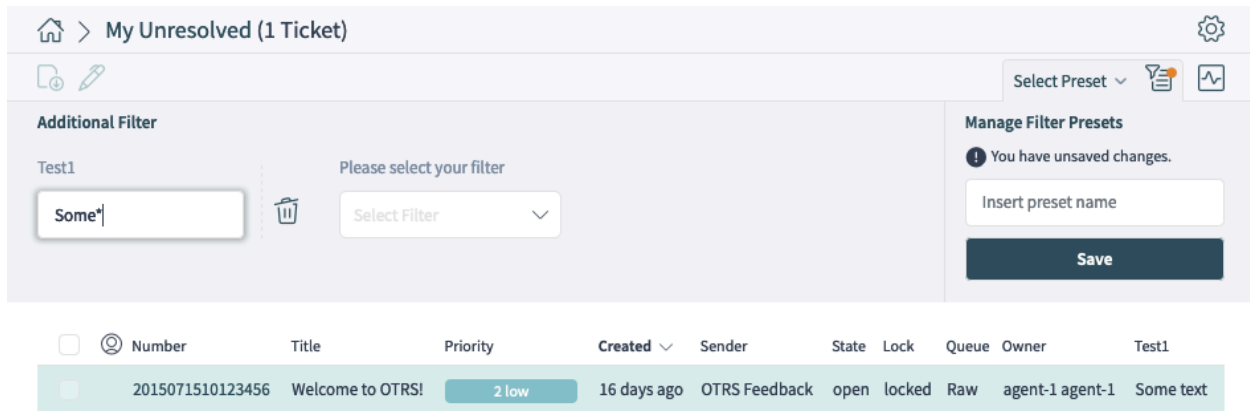 My Unresolved (1 Ticket)
Select Preset
Additional Filter
Manage Filter Presets
You have unsaved changes.
Test1
Please select your filter
Some*
Select Filter
Insert preset name
Save
Number Title Priority Created Sender State Lock Queue Owner Test1
2015071510123456 Welcome to OTRS! 2 low 16 days ago OTRS Feedback open locked Raw agent-1 agent-1 Some text